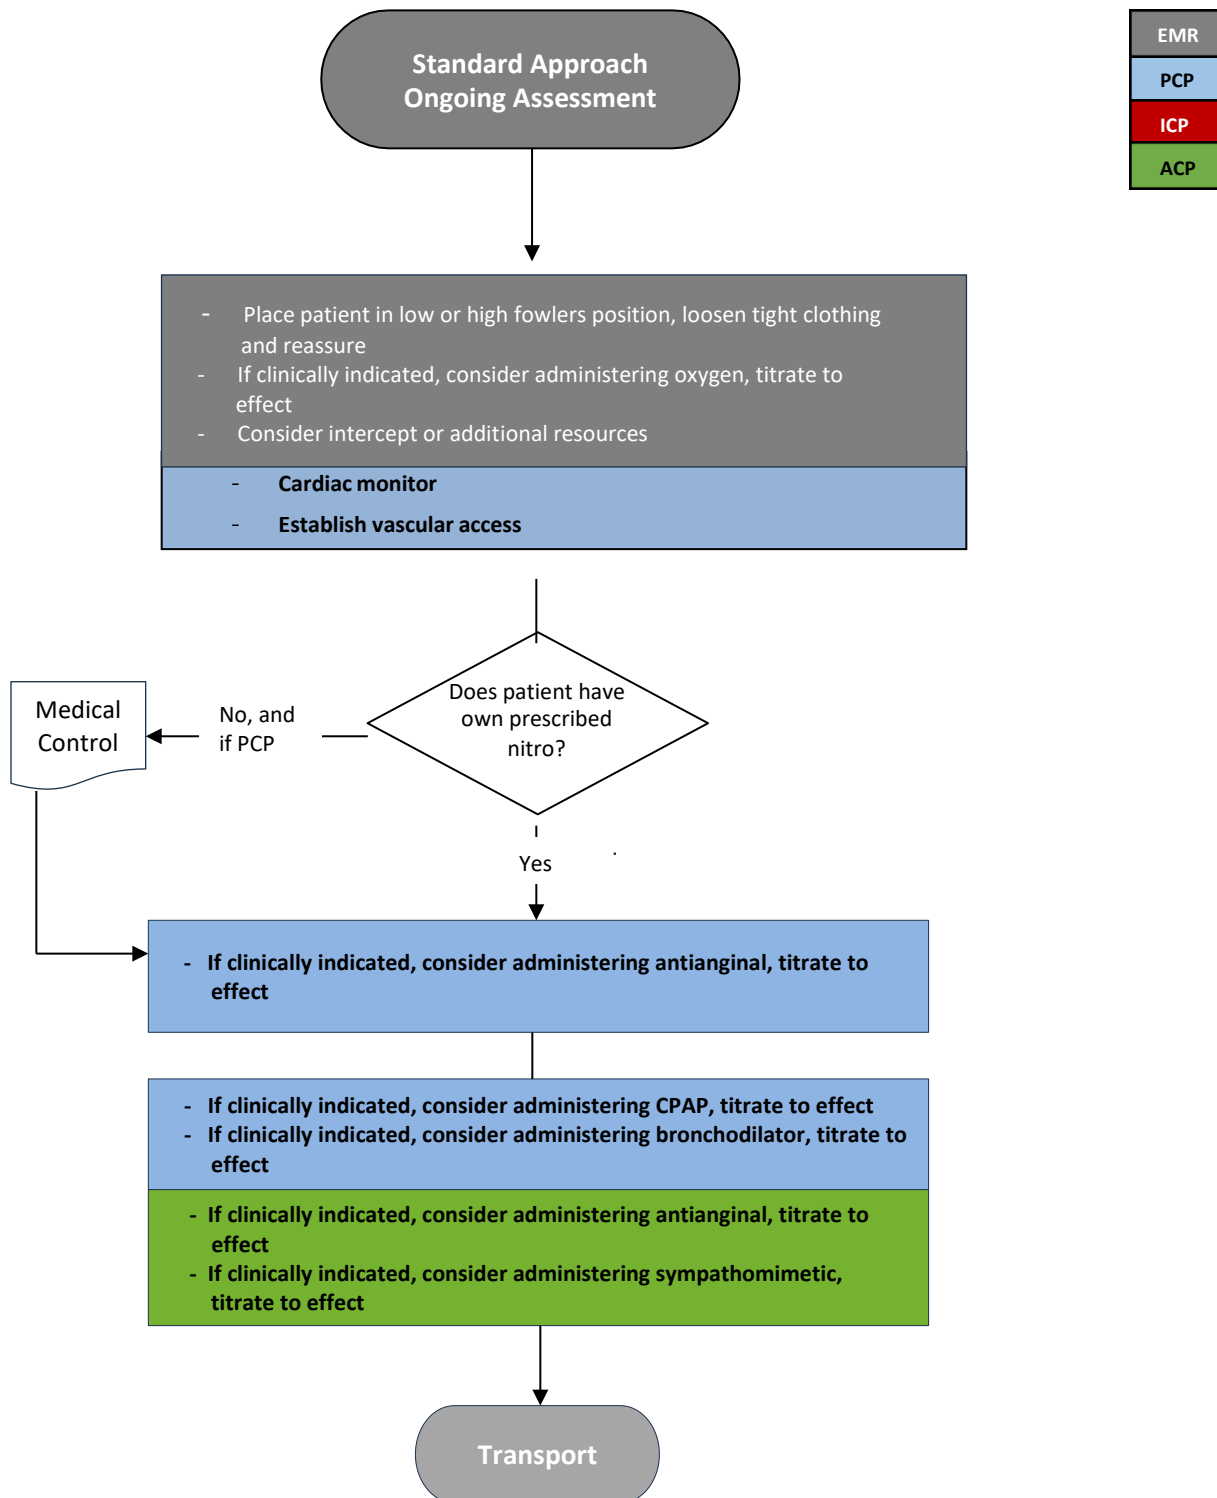 Standard Approach
Ongoing Assessment
EMR
PCP
ICP
ACP
- Place patient in low or high fowlers position, loosen tight clothing
and reassure
- If clinically indicated, consider administering oxygen, titrate to
effect
- Consider intercept or additional resources
- Cardiac monitor
- Establish vascular access
Does patient have
own prescribed
nitro?
No, and
if PCP
Medical
Control
Yes
.
- If clinically indicated, consider administering antianginal, titrate to
effect
- If clinically indicated, consider administering CPAP, titrate to effect
- If clinically indicated, consider administering bronchodilator, titrate to
effect
- If clinically indicated, consider administering antianginal, titrate to
effect
- If clinically indicated, consider administering sympathomimetic,
titrate to effect
Transport